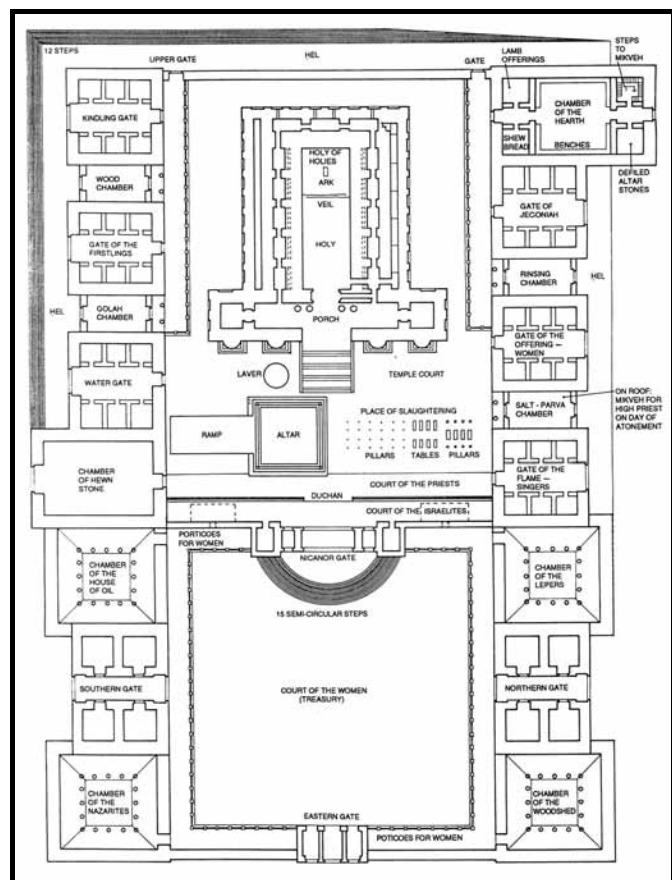 12 STEPS
UPPER GATE
HEL
GATE
LAMB
OFFERINGS
STEPS
TO
MIKVEH
KINDLING GATE
CHAMBER
OF THE
HEARTH
SHEW
BREAD
BENCHES
DEFILED
ALTAR
STONES
WOOD
CHAMBER
HOLY OF
HOLIES
ARK
VEIL
HOLY
GATE OF
JECONIAH
GATE OF THE
FIRSTLINGS
HEL
RINSING
CHAMBER
HEL
GOLAH
CHAMBER
PORCH
GATE OF THE
OFFERING —
WOMEN
WATER GATE
LAVER
TEMPLE COURT
SALT - PARVA
CHAMBER
ON ROOF:
MIKVEH FOR
HIGH PRIEST
ON DAY OF
ATONEMENT
RAMP
ALTAR
PLACE OF SLAUGHTERING
PILLARS
TABLES
PILLARS
CHAMBER
OF HEWN
STONE
GATE OF
THE FLAME —
SINGERS
COURT OF THE PRIESTS
DUCHAN
COURT OF THE ISRAELITES
PORTICOES
FOR WOMEN
NICANOR GATE
CHAMBER
OF THE
HOUSE
OF OIL
CHAMBER
OF THE
LEPERS
15 SEMI-CIRCULAR STEPS
SOUTHERN GATE
COURT OF THE WOMEN
(TREASURY)
NORTHERN GATE
CHAMBER
OF THE
NAZARITES
CHAMBER
OF THE
WOODSHED
EASTERN GATE
POTICOES FOR WOMEN